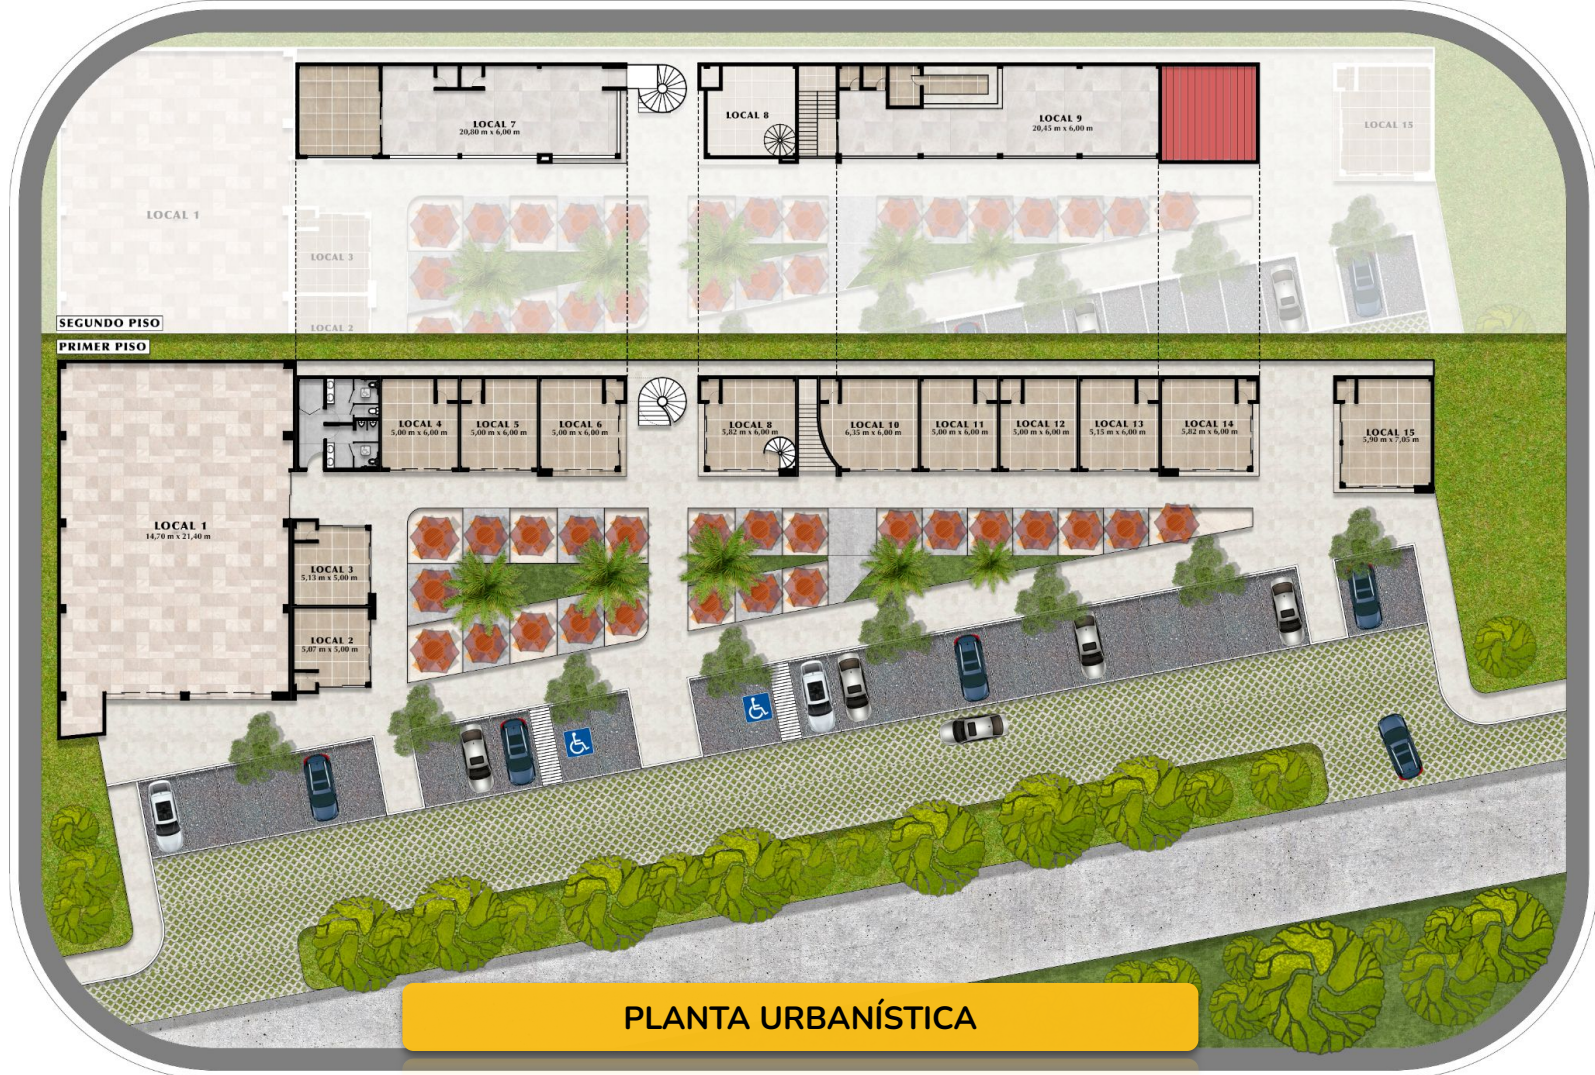 LOCAL 7
20,80 m x 6,00 m
LOCAL 8
LOCAL 9
20,45 m x 6,00 m
LOCAL 15
LOCAL 1
LOCAL 3
LOCAL 2
SEGUNDO PISO
PRIMER PISO
LOCAL 4
5,00 m x 6,00 m
LOCAL 5
5,00 m x 6,00 m
LOCAL 6
5,00 m x 6,00 m
LOCAL 8
5,82 m x 6,00 m
LOCAL 10
6,35 m x 6,00 m
LOCAL 11
5,00 m x 6,00 m
LOCAL 12
5,00 m x 6,00 m
LOCAL 13
5,15 m x 6,00 m
LOCAL 14
5,82 m x 6,00 m
LOCAL 15
5,90 m x 7,05 m
LOCAL 1
14,70 m x 21,40 m
LOCAL 3
5,13 m x 5,00 m
LOCAL 2
5,07 m x 5,00 m
PLANTA URBANÍSTICA